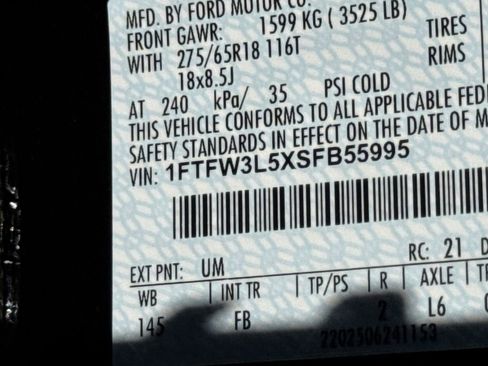 MFD. BY FORD MOTOR CO.
FRONT GAWR: 1599 KG ( 3525 LB)
WITH 275/65R18 116T TIRES
18x8.5J RIMS
AT 240 kPa/ 35 PSI COLD
THIS VEHICLE CONFORMS TO ALL APPLICABLE FEDE
SAFETY STANDARDS IN EFFECT ON THE DATE OF M
VIN: 1FTFW3L5XSFB55995
EXT PNT: UM RC: 21 D
WB | INT TR | TP/PS | R | AXLE | TR
145 FB 2 L6
2202506241153